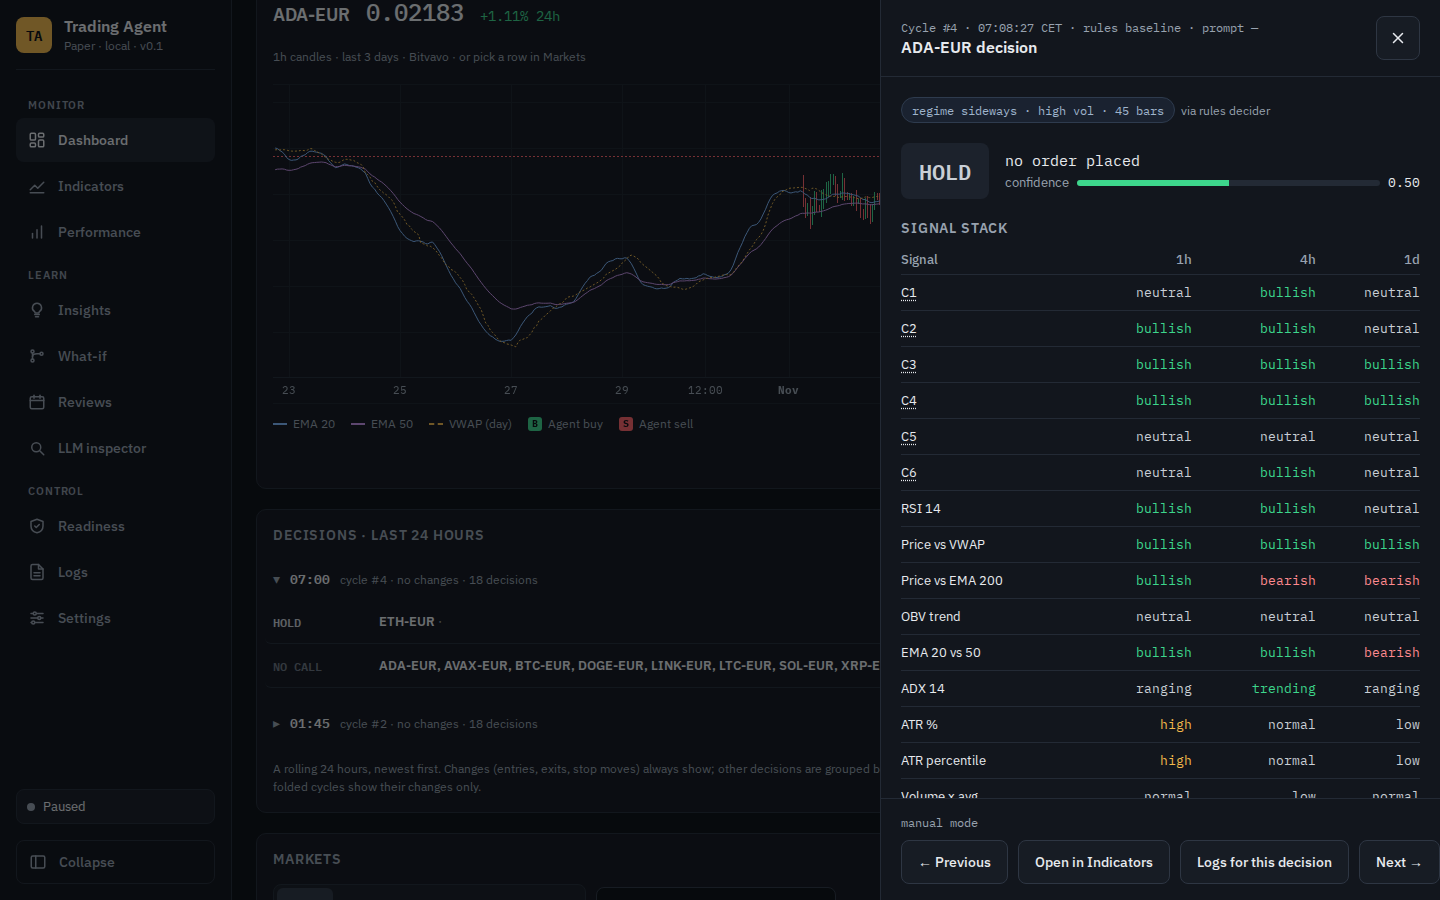 TA
Trading Agent
Paper · local · v0.1
MONITOR
Dashboard
Indicators
Performance
LEARN
Insights
What-if
Reviews
LLM inspector
CONTROL
Readiness
Logs
Settings
Paused
Collapse
ADA-EUR 0.02183 +1.11% 24h
1h candles · last 3 days · Bitvavo · or pick a row in Markets
23 25 27 29 12:00 Nov
EMA 20 EMA 50 VWAP (day) B Agent buy S Agent sell
DECISIONS · LAST 24 HOURS
▼ 07:00 cycle #4 · no changes · 18 decisions
HOLD ETH-EUR ·
NO CALL ADA-EUR, AVAX-EUR, BTC-EUR, DOGE-EUR, LINK-EUR, LTC-EUR, SOL-EUR, XRP-E
▶ 01:45 cycle #2 · no changes · 18 decisions
A rolling 24 hours, newest first. Changes (entries, exits, stop moves) always show; other decisions are grouped b
folded cycles show their changes only.
MARKETS
Cycle #4 · 07:08:27 CET · rules baseline · prompt —
ADA-EUR decision
regime sideways · high vol · 45 bars via rules decider
HOLD
no order placed
confidence 0.50
SIGNAL STACK
Signal 1h 4h 1d
C1 neutral bullish neutral
C2 bullish bullish neutral
C3 bullish bullish bullish
C4 bullish bullish bullish
C5 neutral neutral neutral
C6 neutral bullish neutral
RSI 14 bullish bullish neutral
Price vs VWAP bullish bullish bullish
Price vs EMA 200 bullish bearish bearish
OBV trend neutral neutral neutral
EMA 20 vs 50 bullish bullish bearish
ADX 14 ranging trending ranging
ATR % high normal low
ATR percentile high normal low
Volume x avg normal low normal
manual mode
← Previous Open in Indicators Logs for this decision Next →